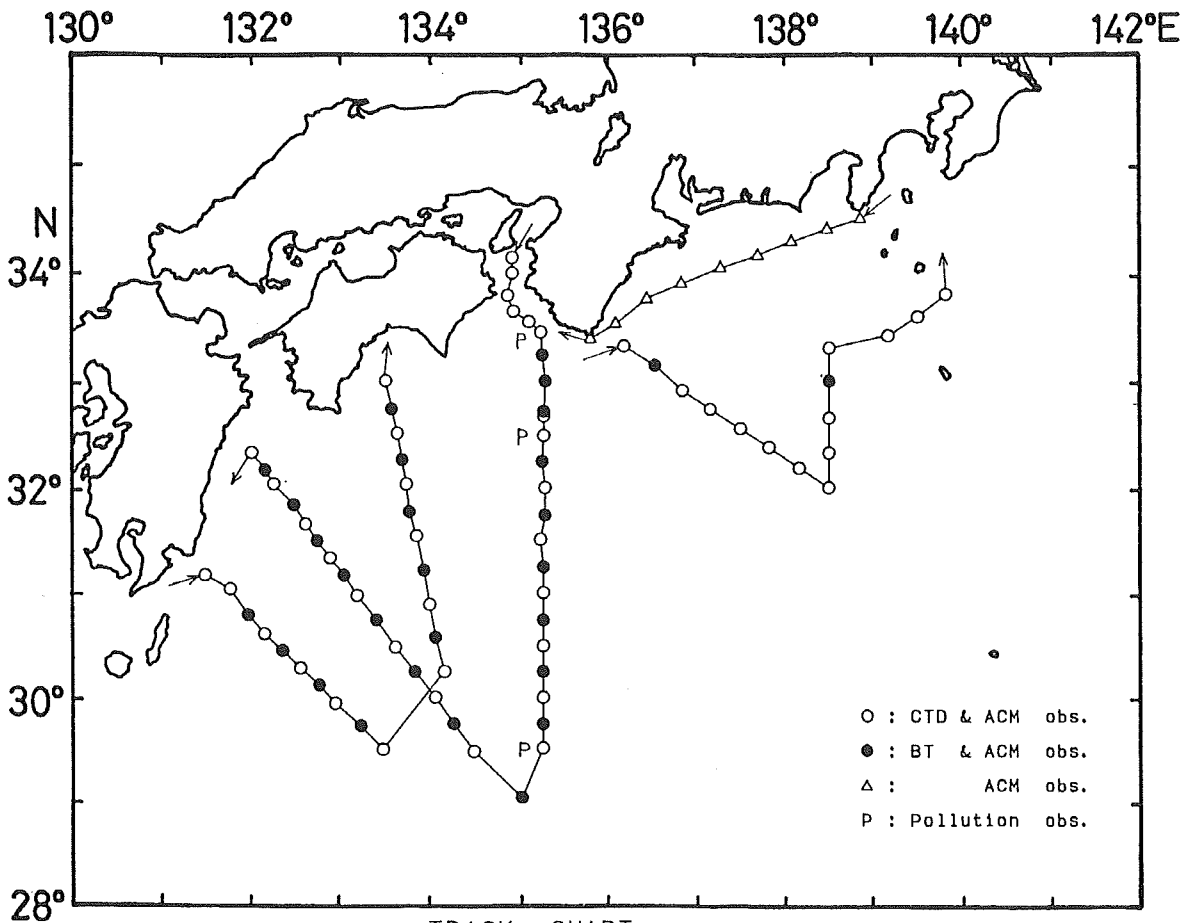 130° 132° 134° 136° 138° 140° 142°E
N
34°
P
P
32°
30°
P
○ : CTD & ACM obs.
● : BT & ACM obs.
△ : ACM obs.
P : Pollution obs.
28°
TRACK CHART